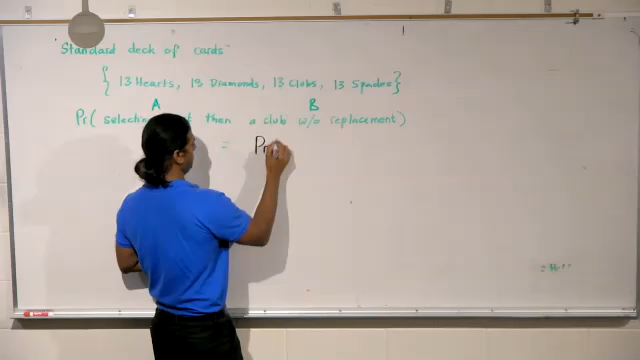 Standard deck of cards
{ 13 Hearts, 13 Diamonds, 13 Clubs, 13 Spades }
A B
Pr( selecting then a club w/o replacement )
= Pr